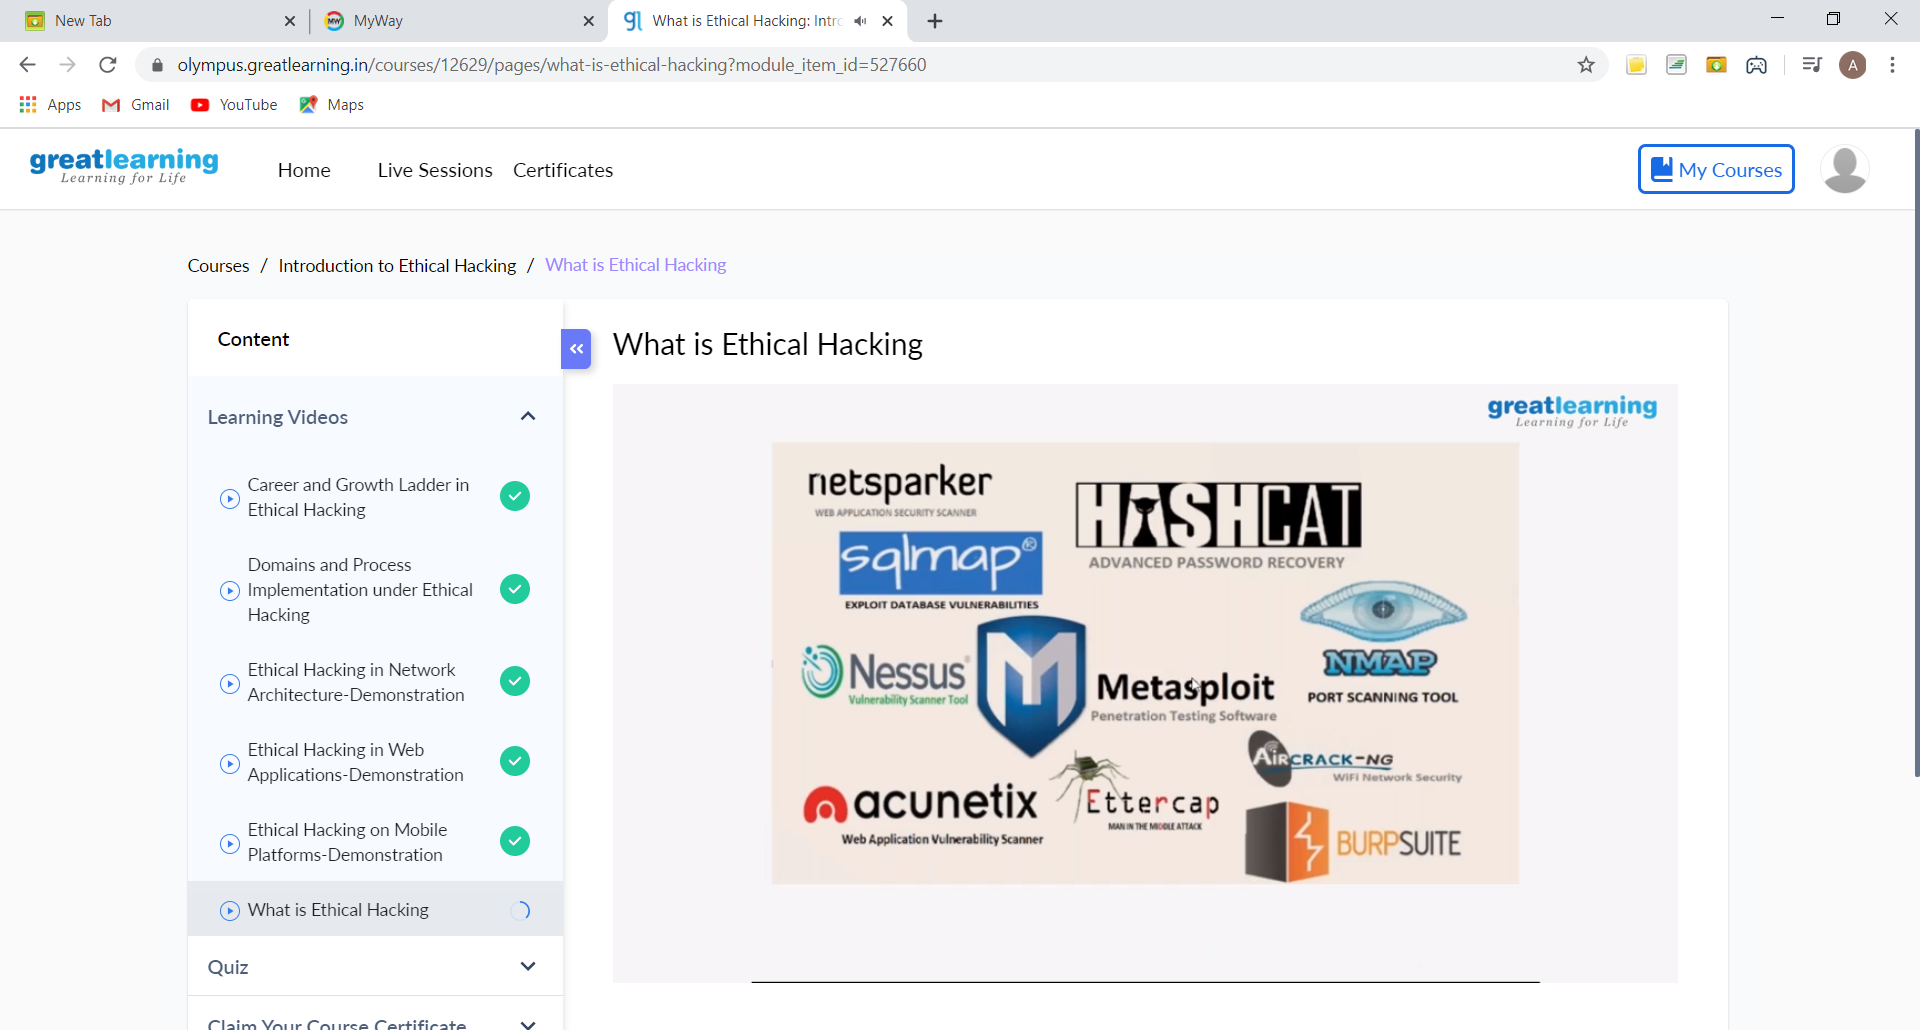 New Tab
MyWay
What is Ethical Hacking: Intro
olympus.greatlearning.in/courses/12629/pages/what-is-ethical-hacking?module_item_id=527660
A
Apps
Gmail
YouTube
Maps
greatlearning
Learning for Life
Home
Live Sessions
Certificates
My Courses
Courses / Introduction to Ethical Hacking / What is Ethical Hacking
Content
Learning Videos
Career and Growth Ladder in
Ethical Hacking
Domains and Process
Implementation under Ethical
Hacking
Ethical Hacking in Network
Architecture-Demonstration
Ethical Hacking in Web
Applications-Demonstration
Ethical Hacking on Mobile
Platforms-Demonstration
What is Ethical Hacking
Quiz
Claim Your Course Certificate
What is Ethical Hacking
greatlearning
Learning for Life
netsparker
WEB APPLICATION SECURITY SCANNER
HASHCAT
ADVANCED PASSWORD RECOVERY
sqlmap®
EXPLOIT DATABASE VULNERABILITIES
NMAP
PORT SCANNING TOOL
Nessus®
Vulnerability Scanner Tool
M
Metasploit
Penetration Testing Software
AIRCRACK-NG
WiFi Network Security
acunetix
Web Application Vulnerability Scanner
Ettercap
MAN IN THE MIDDLE ATTACK
BURPSUITE